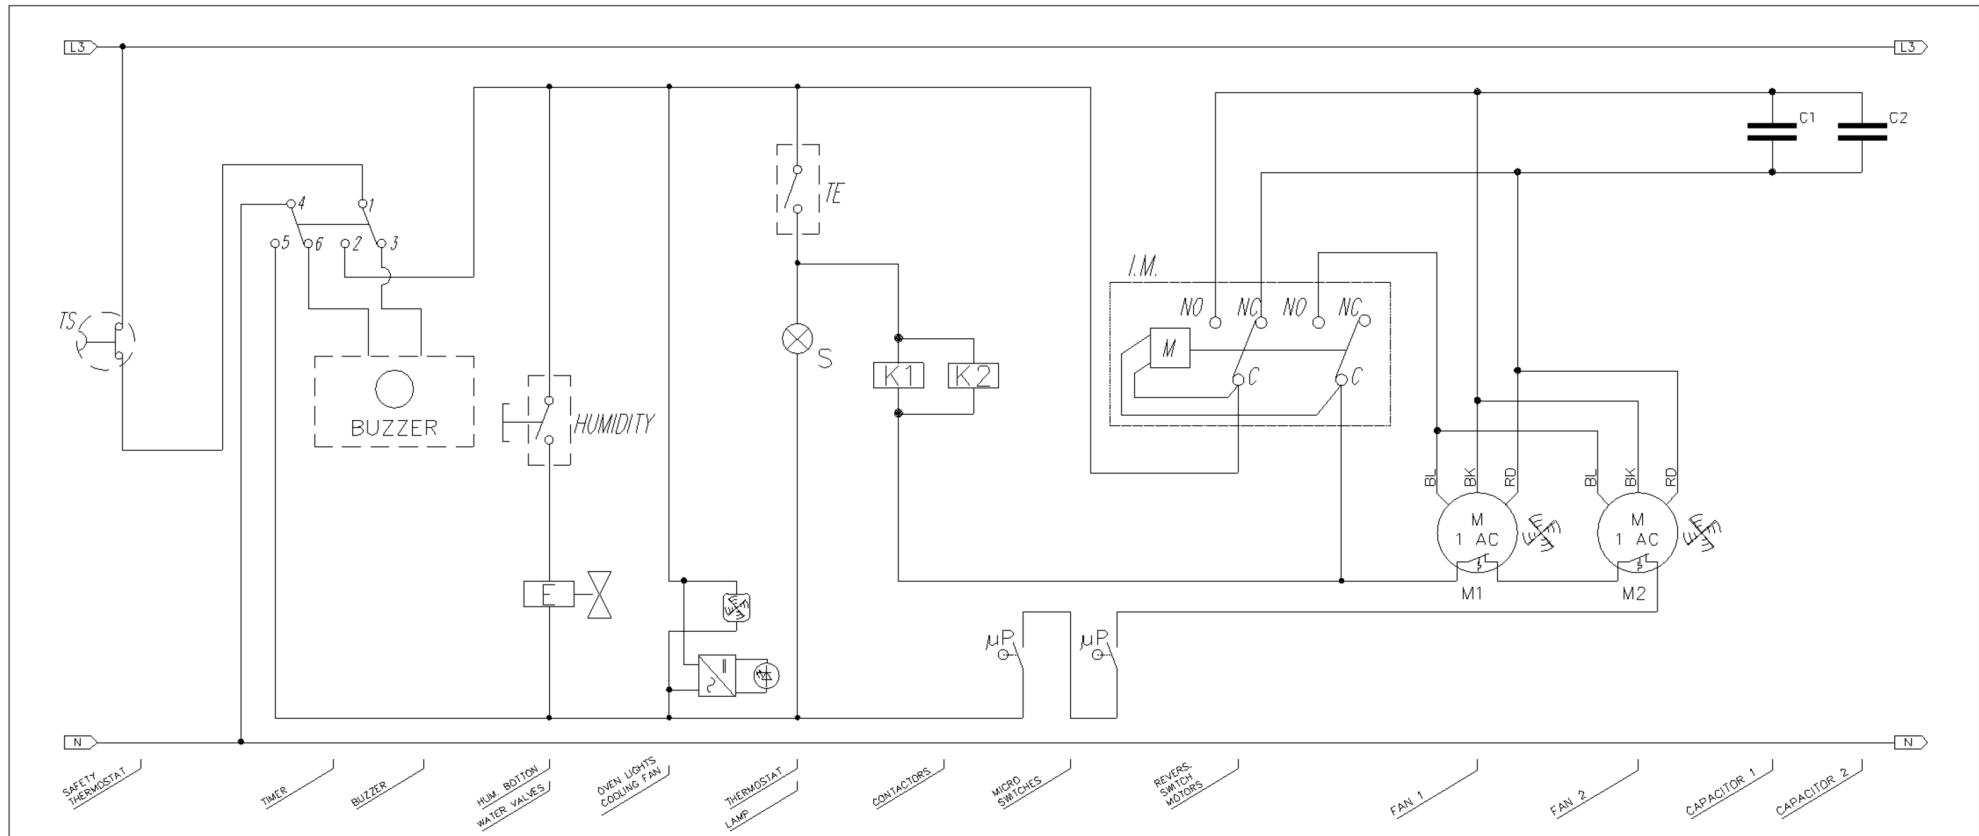 L3
L3
C1
C2
TE
4
1
5
6
2
3
I.M.
NO
NC
NO
NC
TS
M
S
K1
K2
C
C
BUZZER
HUMIDITY
BL
BK
RD
BL
BK
RD
M
1 AC
M
1 AC
E
M1
M2
µP
µP
N
N
SAFETY
THERMOSTAT
TIMER
BUZZER
HUM. BOTTON
WATER VALVES
OVEN LIGHTS
COOLING FAN
THERMOSTAT
LAMP
CONTACTORS
MICRO
SWITCHES
REVERS.
SWITCH
MOTORS
FAN 1
FAN 2
CAPACITOR 1
CAPACITOR 2